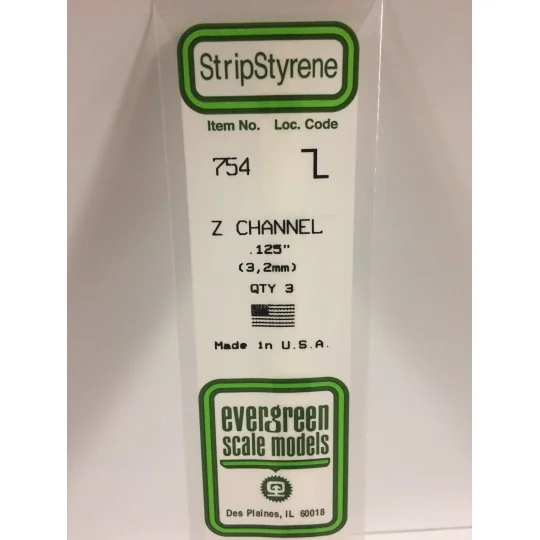 StripStyrene
Item No. Loc. Code
754
Z CHANNEL
.125"
(3,2mm)
QTY 3
Made in U.S.A.
evergreen
scale models
Des Plaines, IL 60018